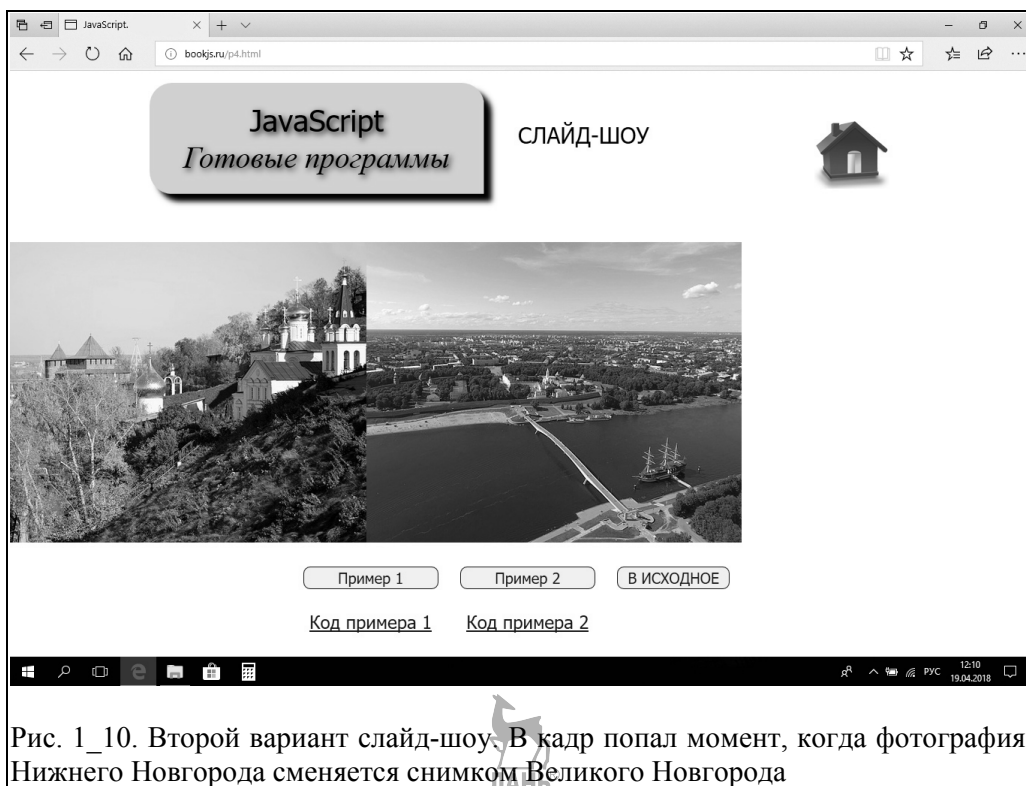 JavaScript.
bookjs.ru/p4.html
JavaScript
Готовые программы
СЛАЙД-ШОУ
Пример 1
Пример 2
В ИСХОДНОЕ
Код примера 1
Код примера 2
РУС
12:10
19.04.2018
Рис. 1_10. Второй вариант слайд-шоу. В кадр попал момент, когда фотография
Нижнего Новгорода сменяется снимком Великого Новгорода
ЛАНЬ